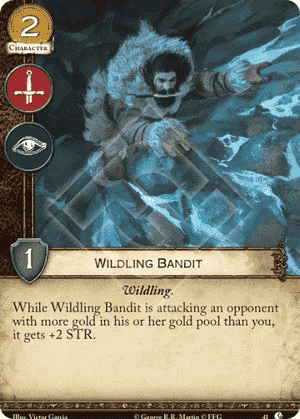 2
CHARACTER
1
WILDLING BANDIT
Wildling.
While Wildling Bandit is attacking an opponent
with more gold in his or her gold pool than you,
it gets +2 STR.
Illus. Victor Garcia © George R.R. Martin © FFG 41